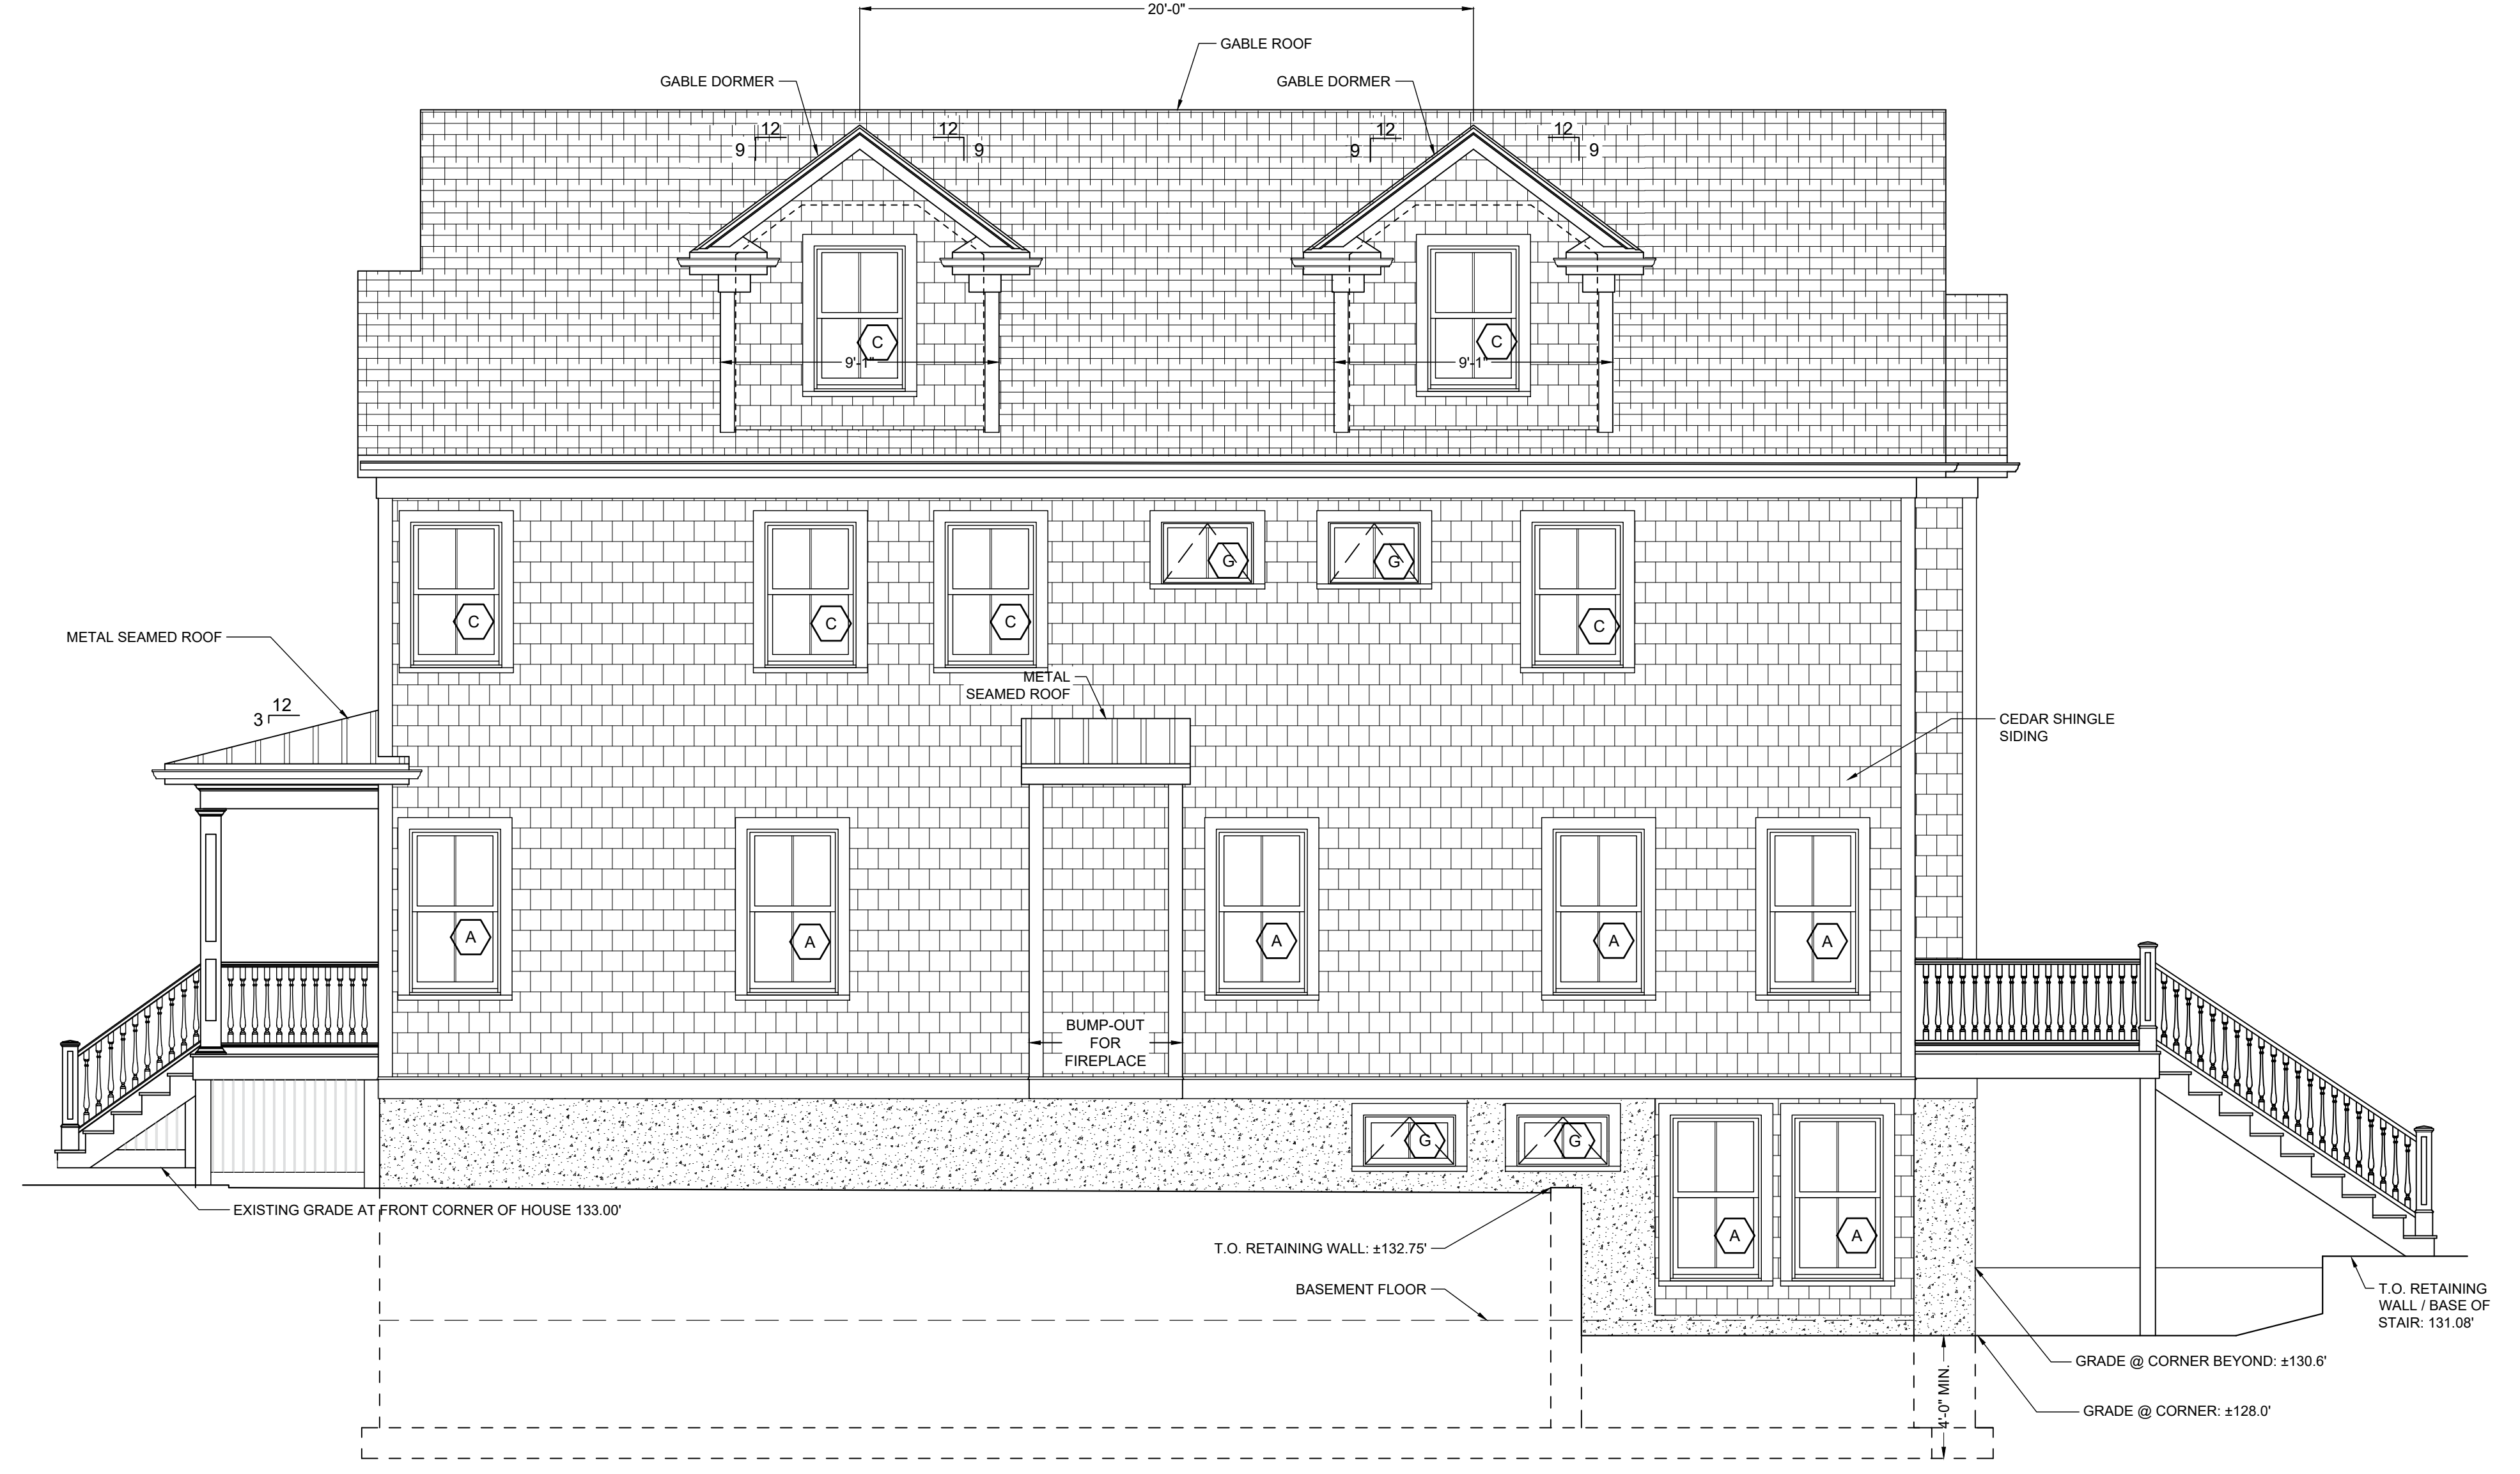 20'-0"
GABLE ROOF
GABLE DORMER
GABLE DORMER
12
9
12
9
12
9
12
9
C
C
9'-1"
9'-1"
G
G
C
C
C
C
METAL SEAMED ROOF
METAL
SEAMED ROOF
12
3
CEDAR SHINGLE
SIDING
A
A
A
A
A
BUMP-OUT
FOR
FIREPLACE
G
G
EXISTING GRADE AT FRONT CORNER OF HOUSE 133.00'
A
A
T.O. RETAINING WALL: ±132.75'
BASEMENT FLOOR
T.O. RETAINING
WALL / BASE OF
STAIR: 131.08'
GRADE @ CORNER BEYOND: ±130.6'
4'-0" MIN.
GRADE @ CORNER: ±128.0'